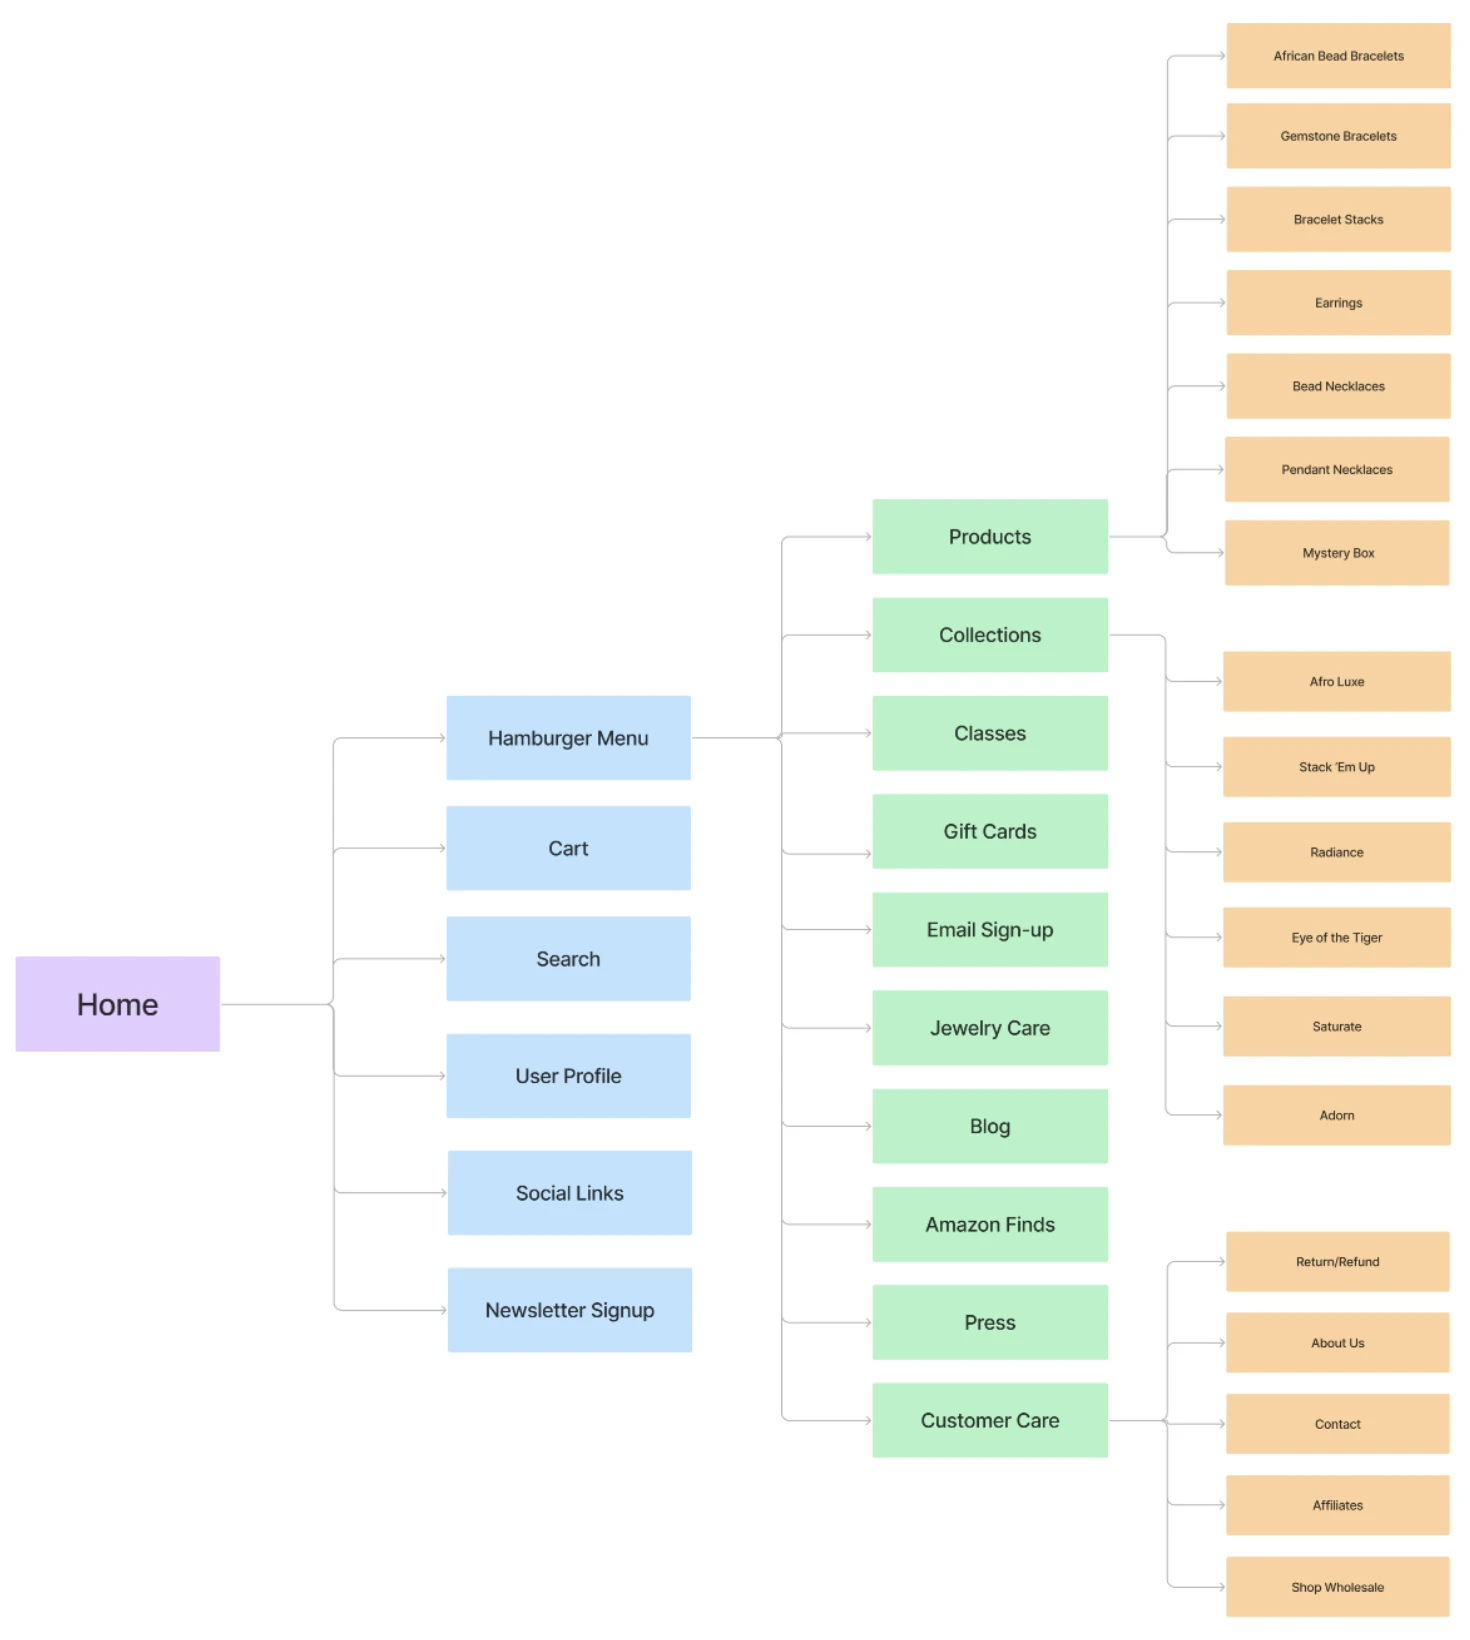 Home
Hamburger Menu
Cart
Search
User Profile
Social Links
Newsletter Signup
Products
Collections
Classes
Gift Cards
Email Sign-up
Jewelry Care
Blog
Amazon Finds
Press
Customer Care
African Bead Bracelets
Gemstone Bracelets
Bracelet Stacks
Earrings
Bead Necklaces
Pendant Necklaces
Mystery Box
Afro Luxe
Stack ‘Em Up
Radiance
Eye of the Tiger
Saturate
Adorn
Return/Refund
About Us
Contact
Affiliates
Shop Wholesale